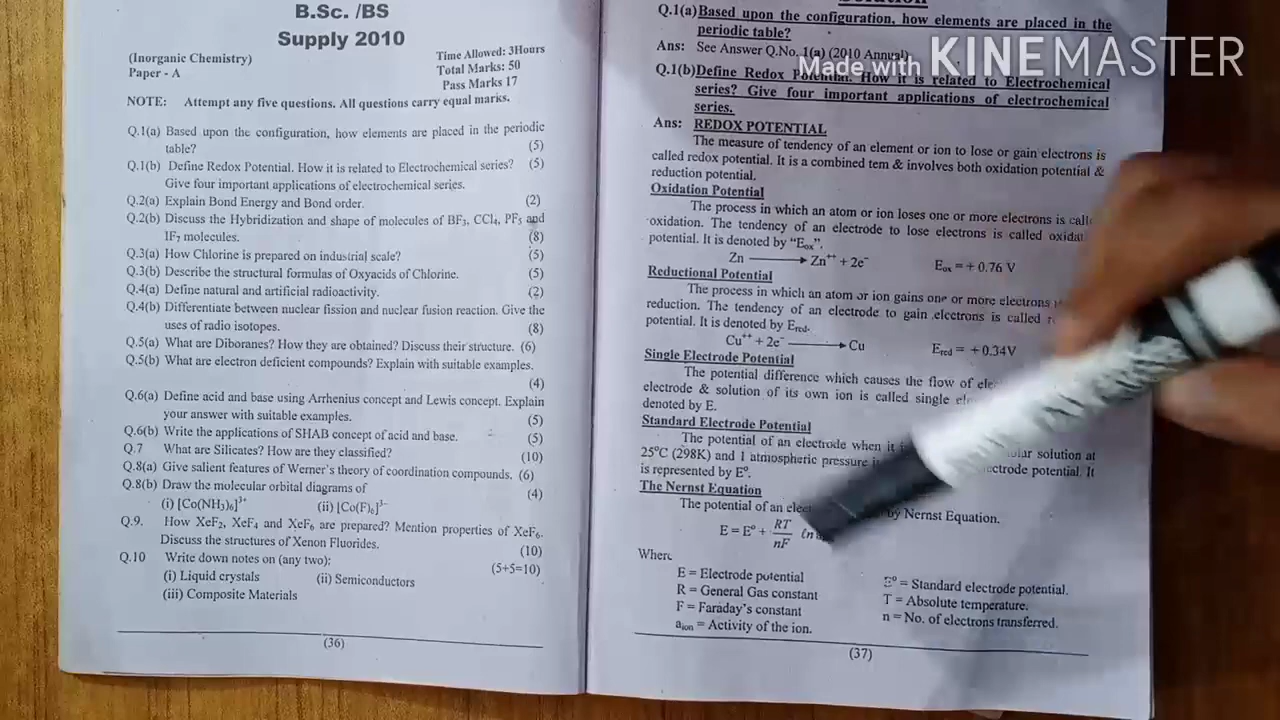 B.Sc. /BS
Supply 2010
(Inorganic Chemistry)
Paper - A
Time Allowed: 3Hours
Total Marks: 50
Pass Marks 17
NOTE: Attempt any five questions. All questions carry equal marks.
Q.1(a) Based upon the configuration, how elements are placed in the periodic
table? (5)
Q.1(b) Define Redox Potential. How it is related to Electrochemical series? (5)
Give four important applications of electrochemical series.
Q.2(a) Explain Bond Energy and Bond order. (2)
Q.2(b) Discuss the Hybridization and shape of molecules of BF₃, CCl₄, PF₅ and
IF₇ molecules. (8)
Q.3(a) How Chlorine is prepared on industrial scale? (5)
Q.3(b) Describe the structural formulas of Oxyacids of Chlorine. (5)
Q.4(a) Define natural and artificial radioactivity. (2)
Q.4(b) Differentiate between nuclear fission and nuclear fusion reaction. Give the
uses of radio isotopes. (8)
Q.5(a) What are Diboranes? How they are obtained? Discuss their structure. (6)
Q.5(b) What are electron deficient compounds? Explain with suitable examples.
(4)
Q.6(a) Define acid and base using Arrhenius concept and Lewis concept. Explain
your answer with suitable examples. (5)
Q.6(b) Write the applications of SHAB concept of acid and base. (5)
Q.7 What are Silicates? How are they classified? (10)
Q.8(a) Give salient features of Werner's theory of coordination compounds. (6)
Q.8(b) Draw the molecular orbital diagrams of (4)
(i) [Co(NH₃)₆]³⁺ (ii) [Co(F)₆]³⁻
Q.9. How XeF₂, XeF₄ and XeF₆ are prepared? Mention properties of XeF₆.
Discuss the structures of Xenon Fluorides. (10)
Q.10 Write down notes on (any two): (5+5=10)
(i) Liquid crystals (ii) Semiconductors
(iii) Composite Materials
(36)
Q.1(a) Based upon the configuration, how elements are placed in the
periodic table?
Ans: See Answer Q.No. 1(a) (2010 Annual)
Made with KINEMASTER
Q.1(b) Define Redox Potential. How it is related to Electrochemical
series? Give four important applications of electrochemical
series.
Ans: REDOX POTENTIAL
The measure of tendency of an element or ion to lose or gain electrons is
called redox potential. It is a combined tem & involves both oxidation potential &
reduction potential.
Oxidation Potential
The process in which an atom or ion loses one or more electrons is
oxidation. The tendency of an electrode to lose electrons is called
potential. It is denoted by "Eₒₓ".
Zn ⟶ Zn⁺⁺ + 2e⁻ Eₒₓ = + 0.76 V
Reductional Potential
The process in which an atom or ion gains one or more electrons
reduction. The tendency of an electrode to gain electrons is called
potential. It is denoted by E_red.
Cu⁺⁺ + 2e⁻ ⟶ Cu E_red = +0.34V
Single Electrode Potential
The potential difference which causes the flow of
electrode & solution of its own ion is called single
denoted by E.
Standard Electrode Potential
The potential of an electrode when it solution at
25°C (298K) and 1 atmospheric pressure potential. It
is represented by E°.
The Nernst Equation
The potential of an by Nernst Equation.
E = E° + RT/nF ℓn
Where
E = Electrode potential E° = Standard electrode potential.
R = General Gas constant T = Absolute temperature.
F = Faraday's constant n = No. of electrons transferred.
a_ion = Activity of the ion.
(37)